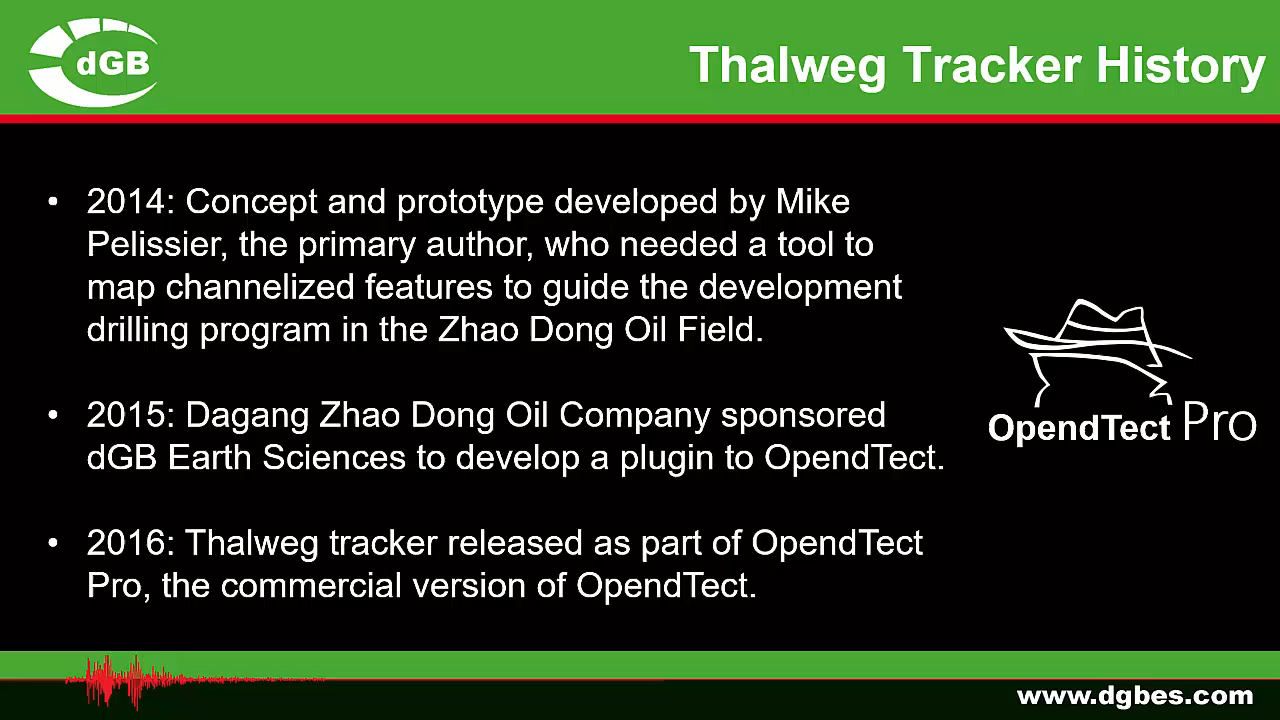 dGB
Thalweg Tracker History
• 2014: Concept and prototype developed by Mike
Pelissier, the primary author, who needed a tool to
map channelized features to guide the development
drilling program in the Zhao Dong Oil Field.
• 2015: Dagang Zhao Dong Oil Company sponsored
dGB Earth Sciences to develop a plugin to OpendTect.
• 2016: Thalweg tracker released as part of OpendTect
Pro, the commercial version of OpendTect.
OpendTect Pro
www.dgbes.com